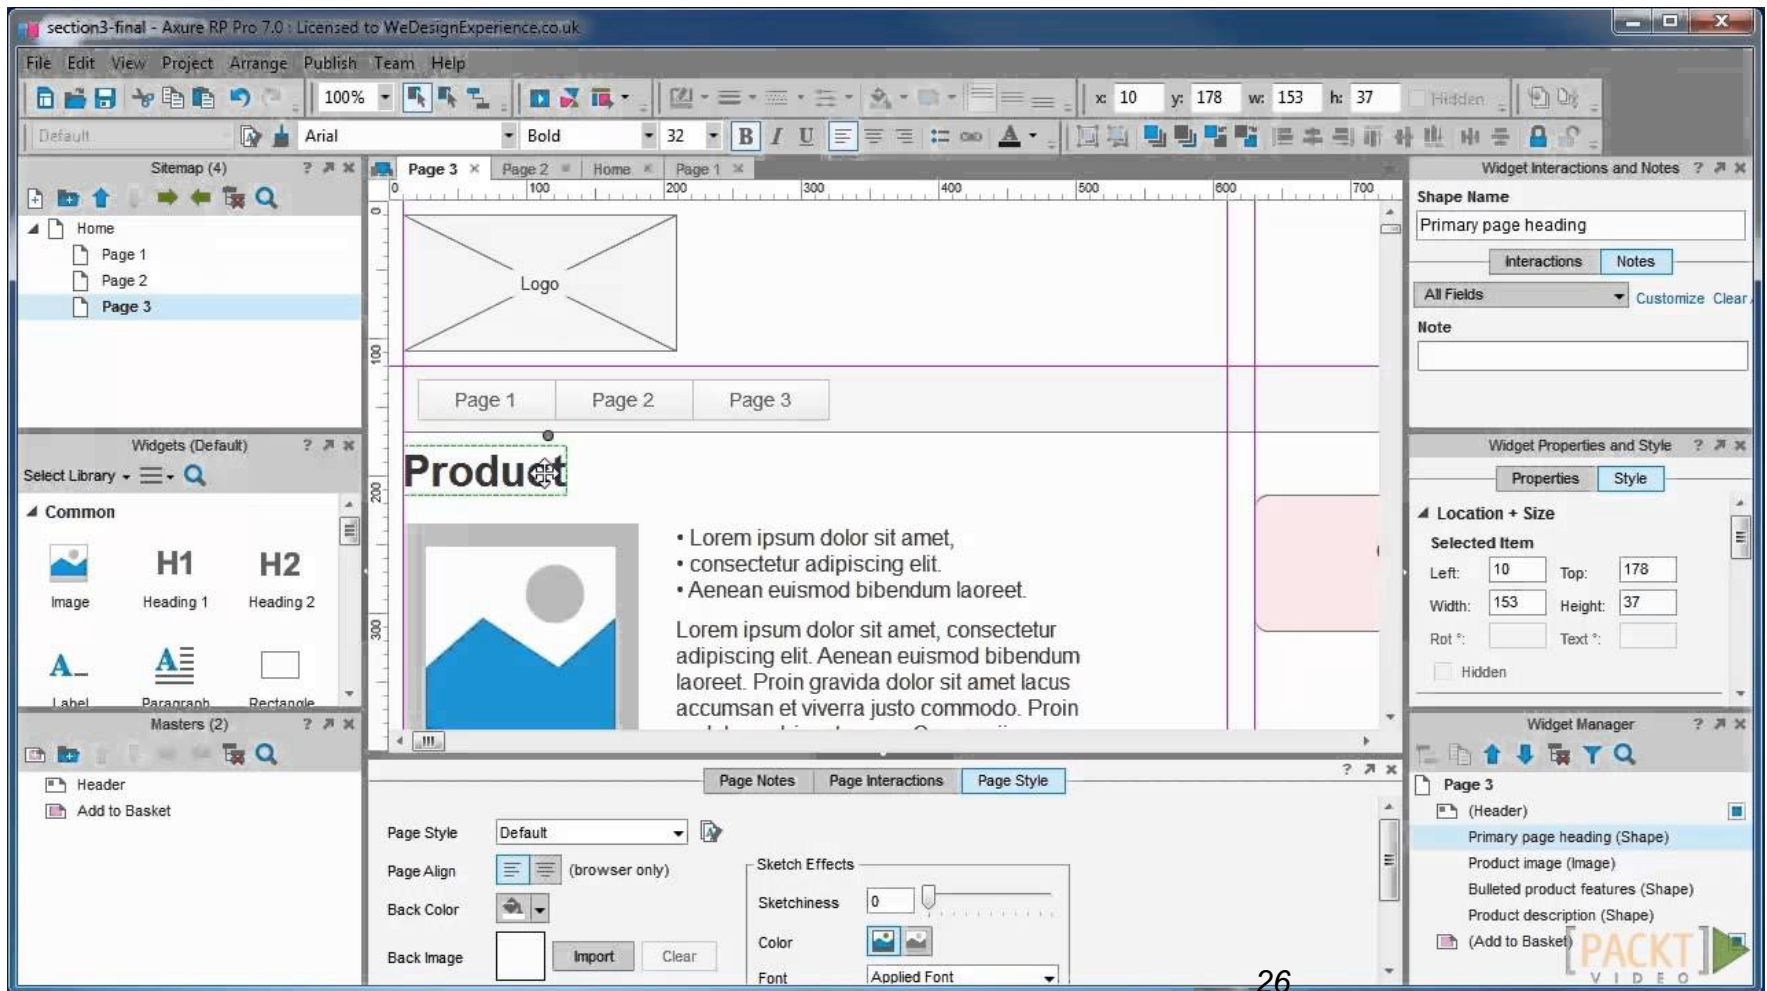 section3-final - Axure RP Pro 7.0 : Licensed to WeDesignExperience.co.uk
File Edit View Project Arrange Publish Team Help
100% x: 10 y: 178 w: 153 h: 37 Hidden
Default Arial Bold 32 B I U A
Sitemap (4)
Home
Page 1
Page 2
Page 3
Widgets (Default)
Select Library
Common
Image
H1
Heading 1
H2
Heading 2
A_
Label
A
Paragraph
Rectangle
Masters (2)
Header
Add to Basket
Page 3 Page 2 Home Page 1
0 100 200 300 400 500 600 700
0
100
200
300
Logo
Page 1 Page 2 Page 3
Product
• Lorem ipsum dolor sit amet,
• consectetur adipiscing elit.
• Aenean euismod bibendum laoreet.
Lorem ipsum dolor sit amet, consectetur
adipiscing elit. Aenean euismod bibendum
laoreet. Proin gravida dolor sit amet lacus
accumsan et viverra justo commodo. Proin
Page Notes Page Interactions Page Style
Page Style Default
Page Align (browser only)
Back Color
Back Image Import Clear
Sketch Effects
Sketchiness 0
Color
Font Applied Font
Widget Interactions and Notes
Shape Name
Primary page heading
Interactions Notes
All Fields Customize Clear
Note
Widget Properties and Style
Properties Style
Location + Size
Selected Item
Left: 10 Top: 178
Width: 153 Height: 37
Rot °: Text °:
Hidden
Widget Manager
Page 3
(Header)
Primary page heading (Shape)
Product image (Image)
Bulleted product features (Shape)
Product description (Shape)
(Add to Basket)
PACKT
VIDEO
26